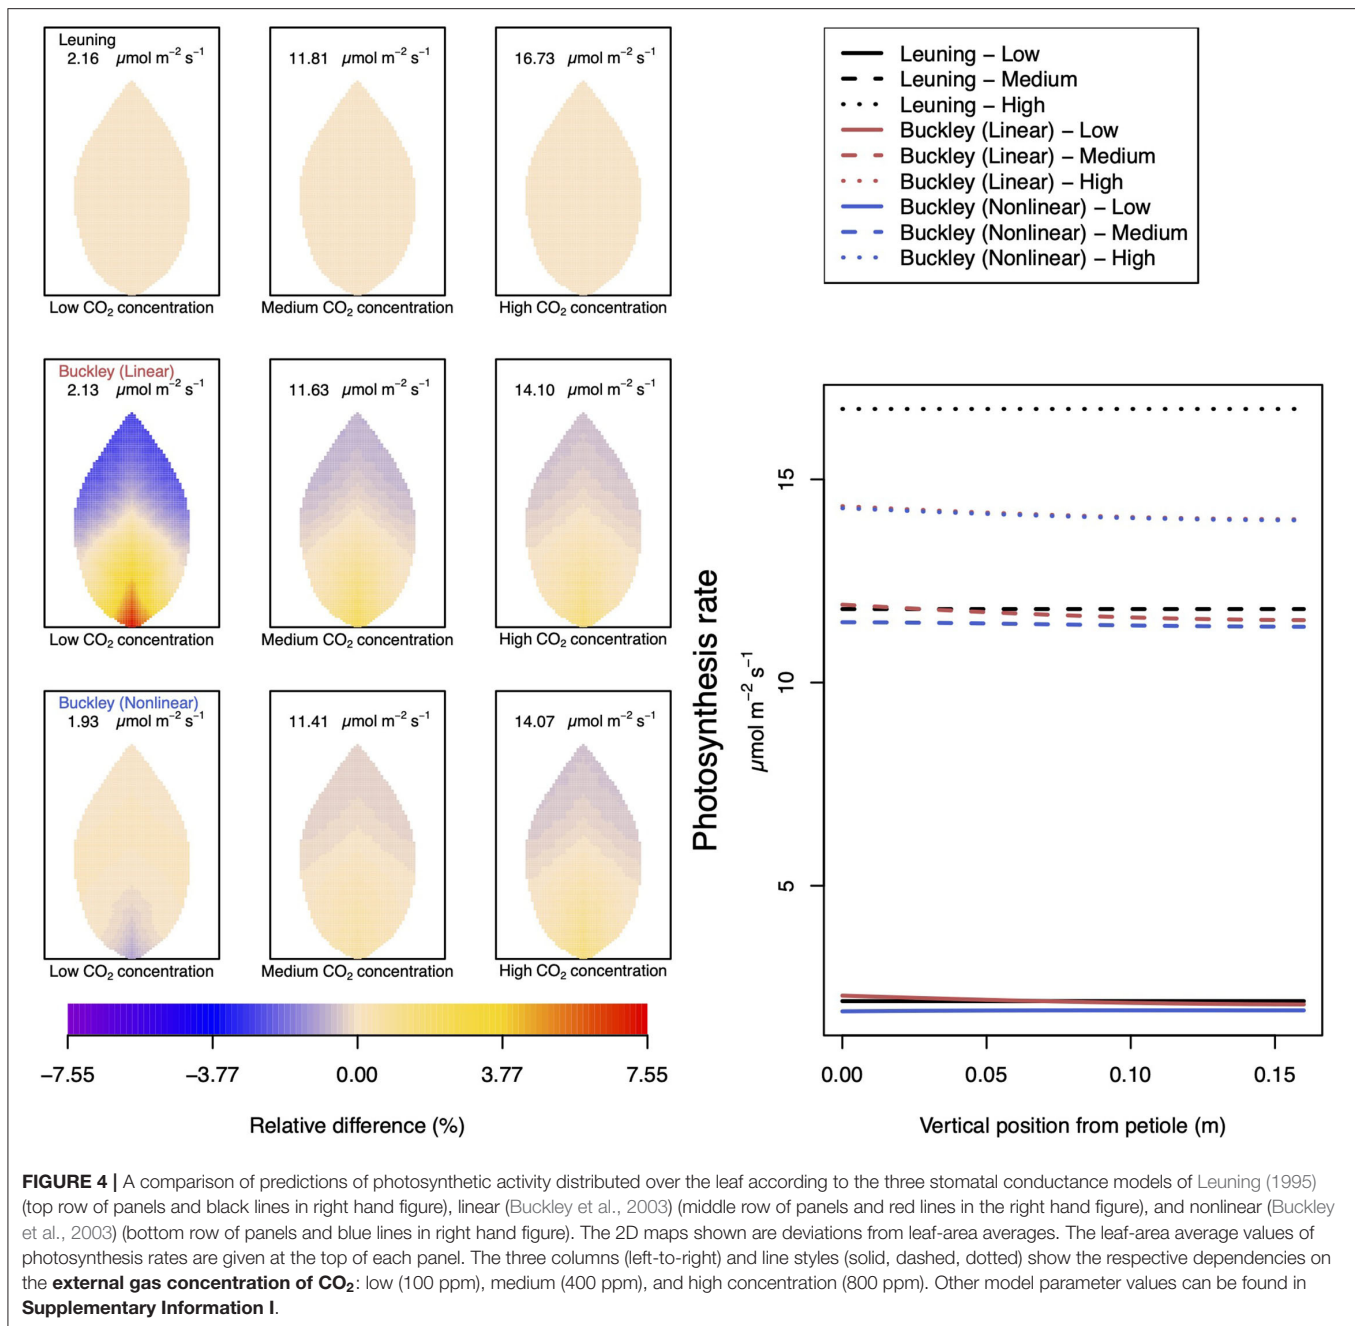 Leuning
2.16 µmol m⁻² s⁻¹
11.81 µmol m⁻² s⁻¹
16.73 µmol m⁻² s⁻¹
Low CO₂ concentration
Medium CO₂ concentration
High CO₂ concentration
Buckley (Linear)
2.13 µmol m⁻² s⁻¹
11.63 µmol m⁻² s⁻¹
14.10 µmol m⁻² s⁻¹
Low CO₂ concentration
Medium CO₂ concentration
High CO₂ concentration
Buckley (Nonlinear)
1.93 µmol m⁻² s⁻¹
11.41 µmol m⁻² s⁻¹
14.07 µmol m⁻² s⁻¹
Low CO₂ concentration
Medium CO₂ concentration
High CO₂ concentration
−7.55 −3.77 0.00 3.77 7.55
Relative difference (%)
Leuning − Low
Leuning − Medium
Leuning − High
Buckley (Linear) − Low
Buckley (Linear) − Medium
Buckley (Linear) − High
Buckley (Nonlinear) − Low
Buckley (Nonlinear) − Medium
Buckley (Nonlinear) − High
Photosynthesis rate
µmol m⁻² s⁻¹
15
10
5
0.00 0.05 0.10 0.15
Vertical position from petiole (m)
FIGURE 4 | A comparison of predictions of photosynthetic activity distributed over the leaf according to the three stomatal conductance models of Leuning (1995)
(top row of panels and black lines in right hand figure), linear (Buckley et al., 2003) (middle row of panels and red lines in the right hand figure), and nonlinear (Buckley
et al., 2003) (bottom row of panels and blue lines in right hand figure). The 2D maps shown are deviations from leaf-area averages. The leaf-area average values of
photosynthesis rates are given at the top of each panel. The three columns (left-to-right) and line styles (solid, dashed, dotted) show the respective dependencies on
the external gas concentration of CO₂: low (100 ppm), medium (400 ppm), and high concentration (800 ppm). Other model parameter values can be found in
Supplementary Information I.